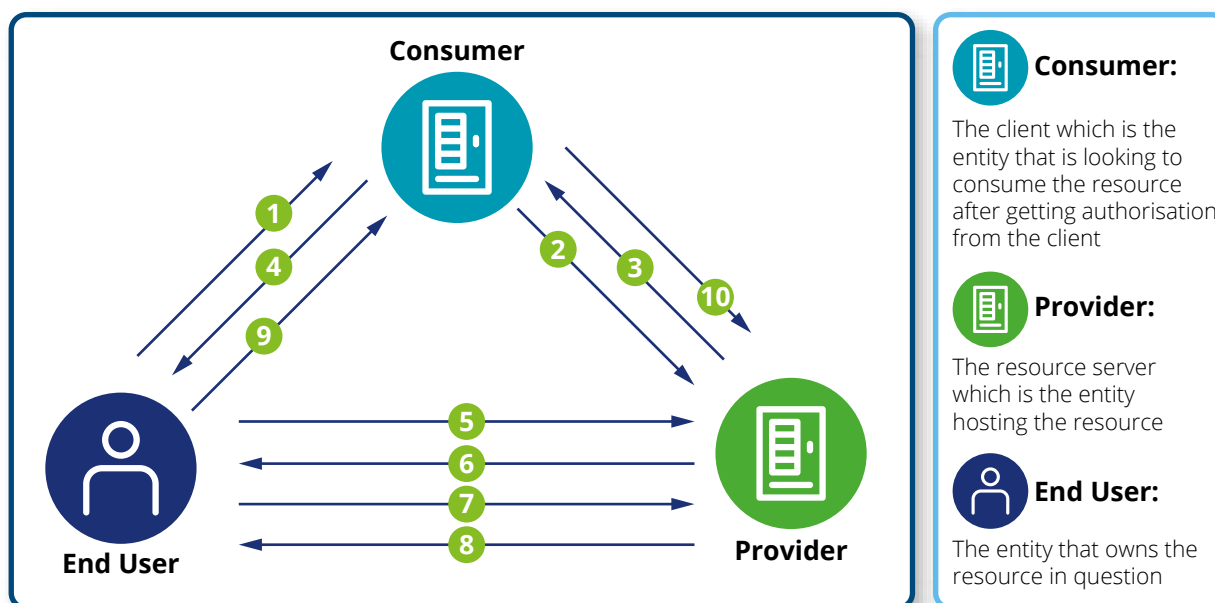 Consumer
1
4
9
2
3
10
5
6
7
8
End User
Provider
Consumer:
The client which is the
entity that is looking to
consume the resource
after getting authorisation
from the client
Provider:
The resource server
which is the entity
hosting the resource
End User:
The entity that owns the
resource in question